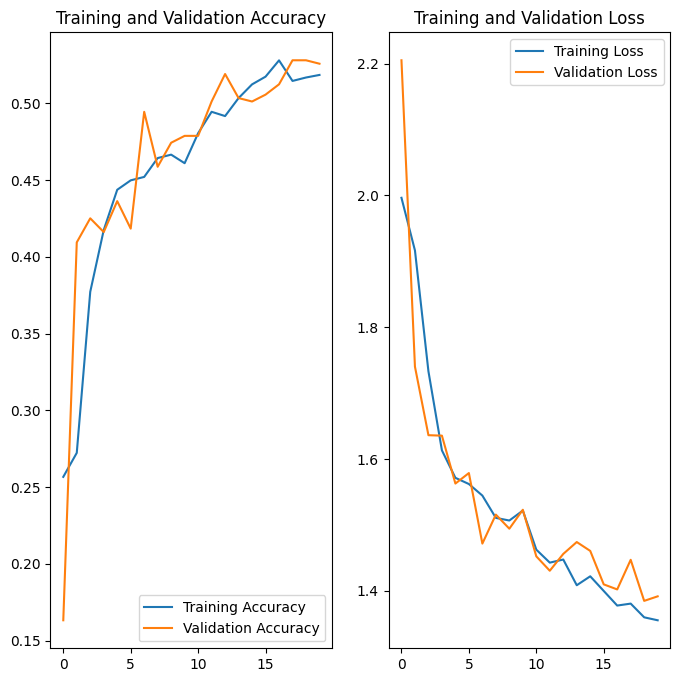 Training and Validation Accuracy
0.50
0.45
0.40
0.35
0.30
0.25
0.20
0.15
0 5 10 15
Training Accuracy
Validation Accuracy
Training and Validation Loss
2.2
2.0
1.8
1.6
1.4
0 5 10 15
Training Loss
Validation Loss